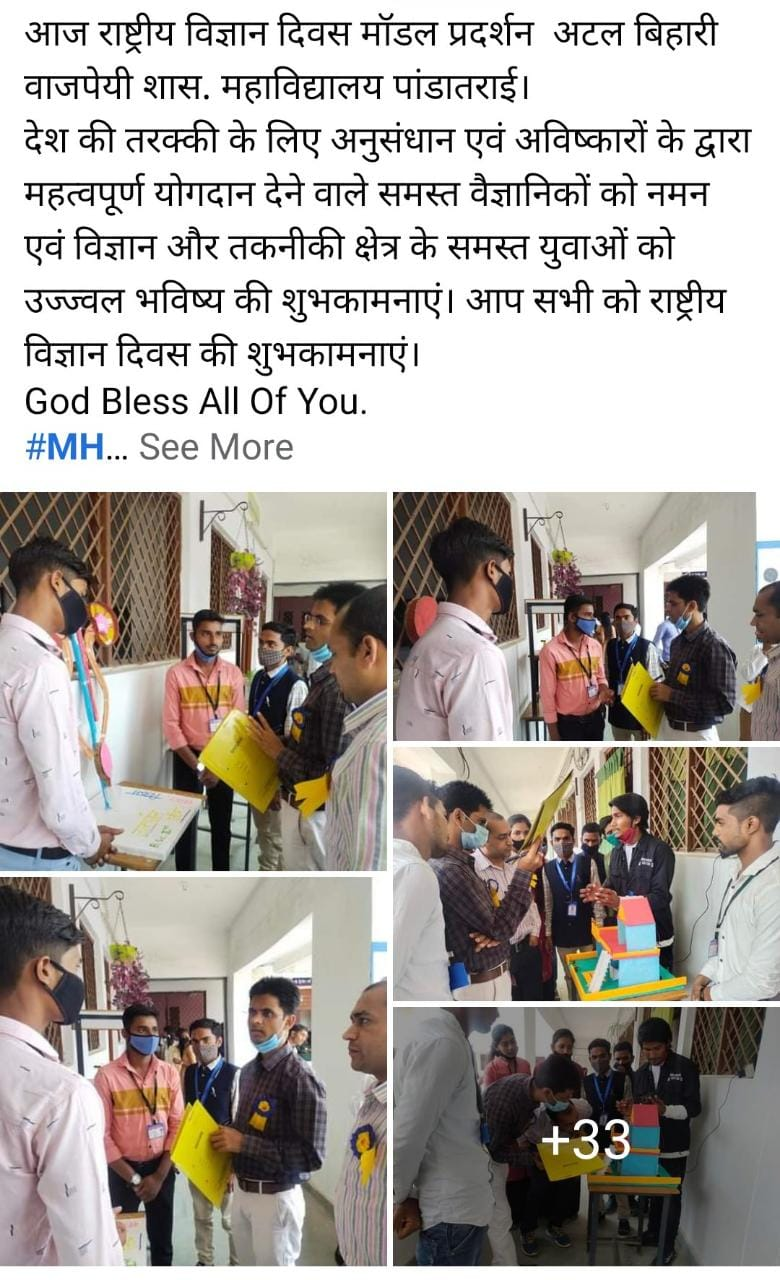 आज राष्ट्रीय विज्ञान दिवस मॉडल प्रदर्शन अटल बिहारी
वाजपेयी शास. महाविद्यालय पांडातराई।
देश की तरक्की के लिए अनुसंधान एवं अविष्कारों के द्वारा
महत्वपूर्ण योगदान देने वाले समस्त वैज्ञानिकों को नमन
एवं विज्ञान और तकनीकी क्षेत्र के समस्त युवाओं को
उज्ज्वल भविष्य की शुभकामनाएं। आप सभी को राष्ट्रीय
विज्ञान दिवस की शुभकामनाएं।
God Bless All Of You.
#MH... See More
+33